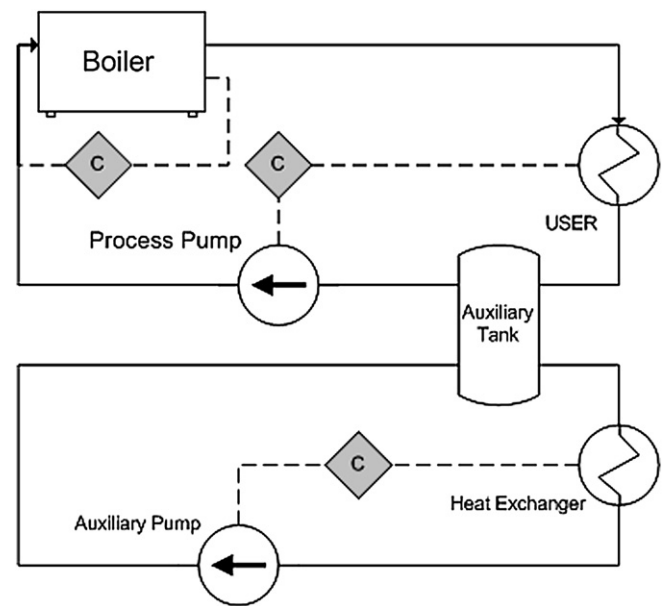 Boiler
C
C
USER
Process Pump
Auxiliary
Tank
C
Heat Exchanger
Auxiliary Pump